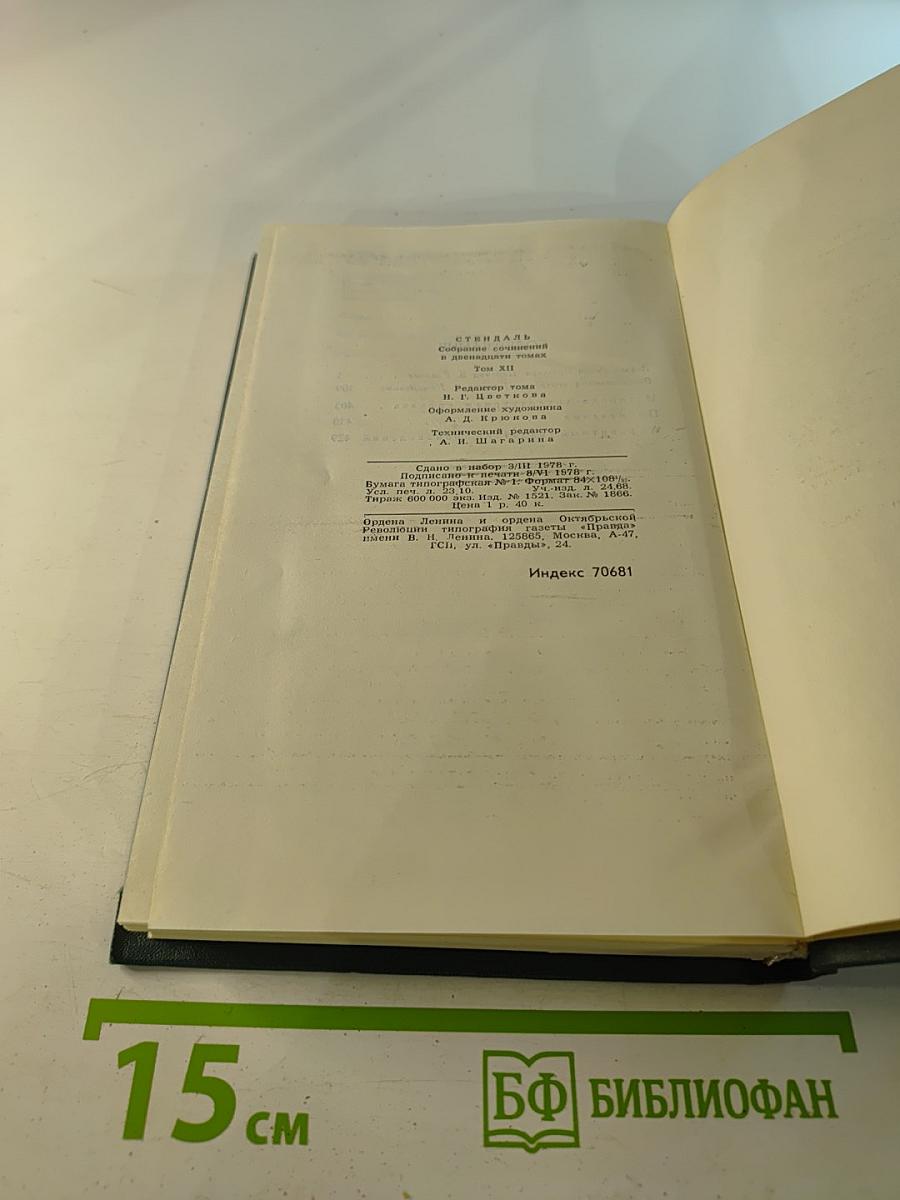 СТЕНДАЛЬ
Собрание сочинений
в двенадцати томах
Том XII
Редактор тома
Н. Г. Цветкова
Оформление художника
А. Д. Крюкова
Технический редактор
А. И. Шагарина
Сдано в набор 3/III 1978 г.
Подписано к печати 8/VI 1978 г.
Бумага типографская № 1. Формат 84×108¹/₃₂.
Усл. печ. л. 23,10. Уч.-изд. л. 24,68.
Тираж 600 000 экз. Изд. № 1521. Зак. № 1866.
Цена 1 р. 40 к.
Ордена Ленина и ордена Октябрьской
Революции типография газеты «Правда»
имени В. И. Ленина. 125865, Москва, А-47,
ГСП, ул. «Правды», 24.
Индекс 70681
15 см
БФ БИБЛИОФАН